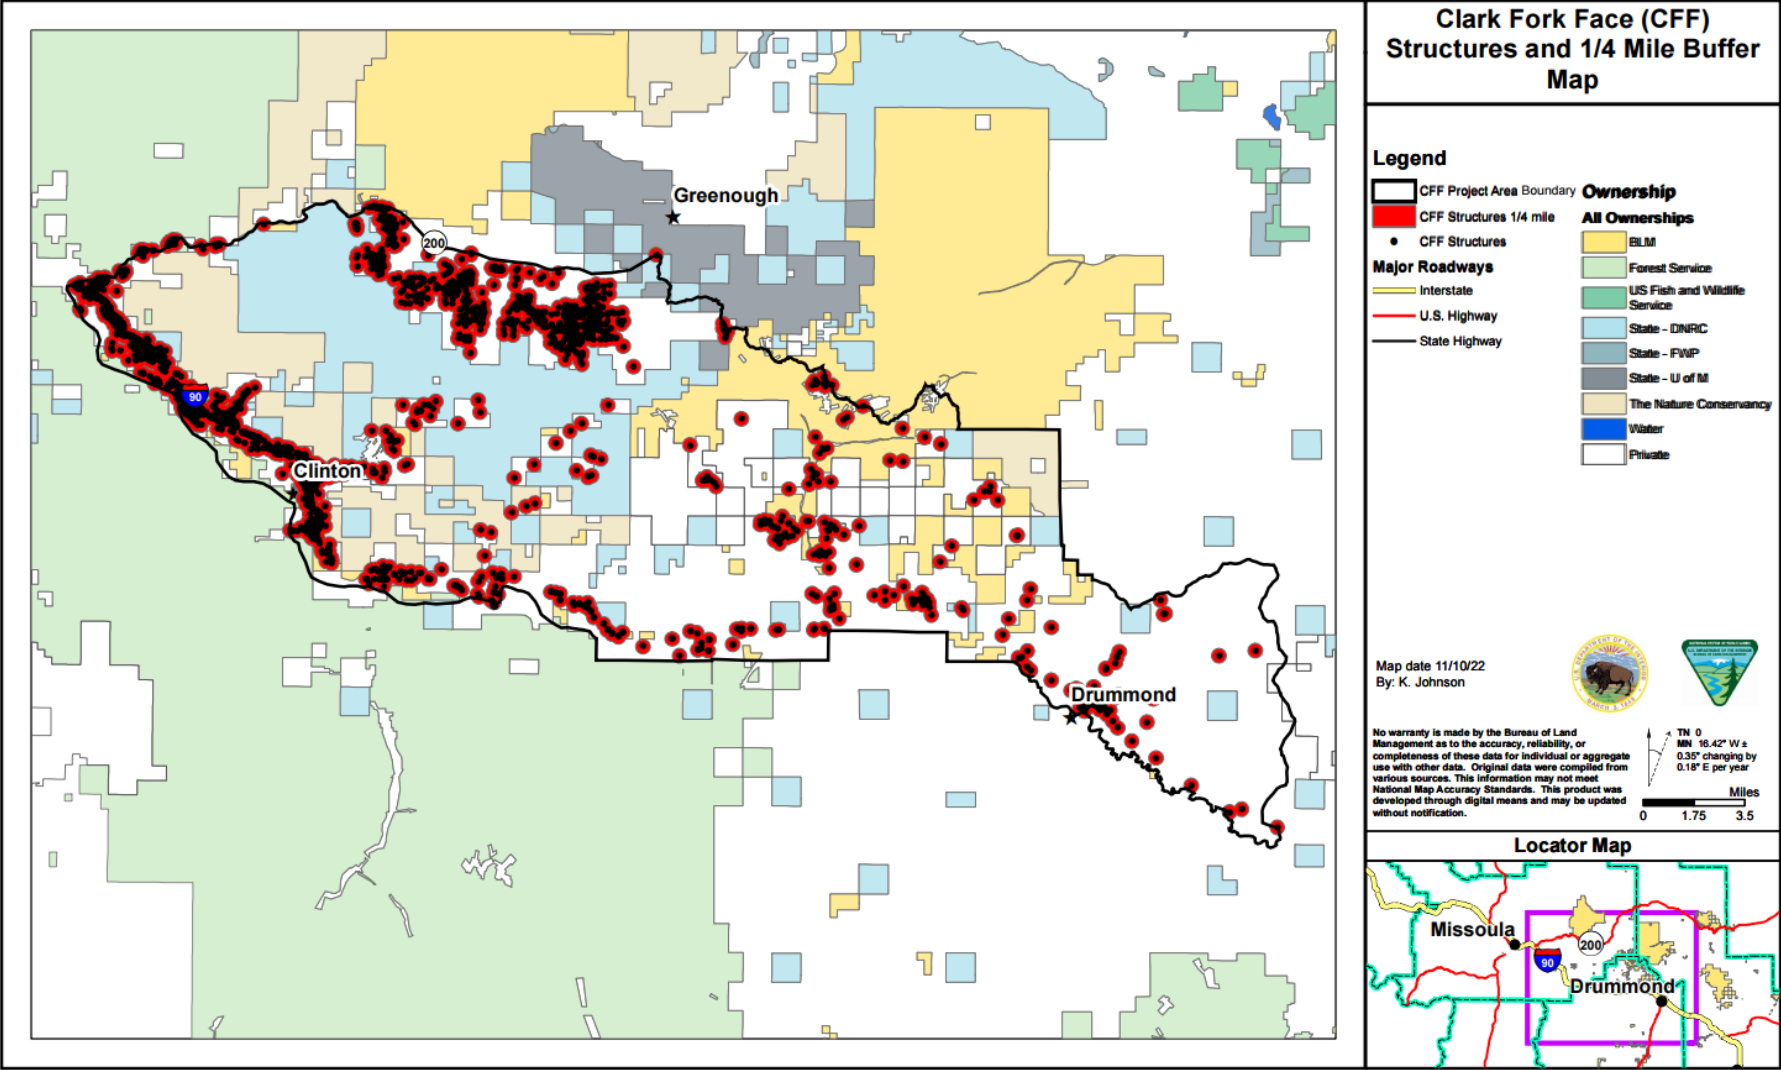 Clark Fork Face (CFF)
Structures and 1/4 Mile Buffer
Map
Legend
CFF Project Area Boundary
CFF Structures 1/4 mile
CFF Structures
Major Roadways
Interstate
U.S. Highway
State Highway
Ownership
All Ownerships
BLM
Forest Service
US Fish and Wildlife
Service
State - DNRC
State - FWP
State - U of M
The Nature Conservancy
Water
Private
Greenough
200
90
Clinton
Drummond
Map date 11/10/22
By: K. Johnson
No warranty is made by the Bureau of Land
Management as to the accuracy, reliability, or
completeness of these data for individual or aggregate
use with other data. Original data were compiled from
various sources. This information may not meet
National Map Accuracy Standards. This product was
developed through digital means and may be updated
without notification.
TN 0
MN 16.42° W ±
0.35° changing by
0.18° E per year
Miles
0 1.75 3.5
Locator Map
Missoula
200
90
Drummond